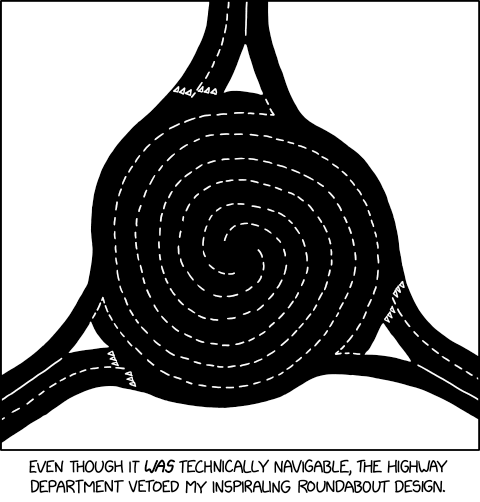 EVEN THOUGH IT WAS TECHNICALLY NAVIGABLE, THE HIGHWAY
DEPARTMENT VETOED MY INSPIRALING ROUNDABOUT DESIGN.